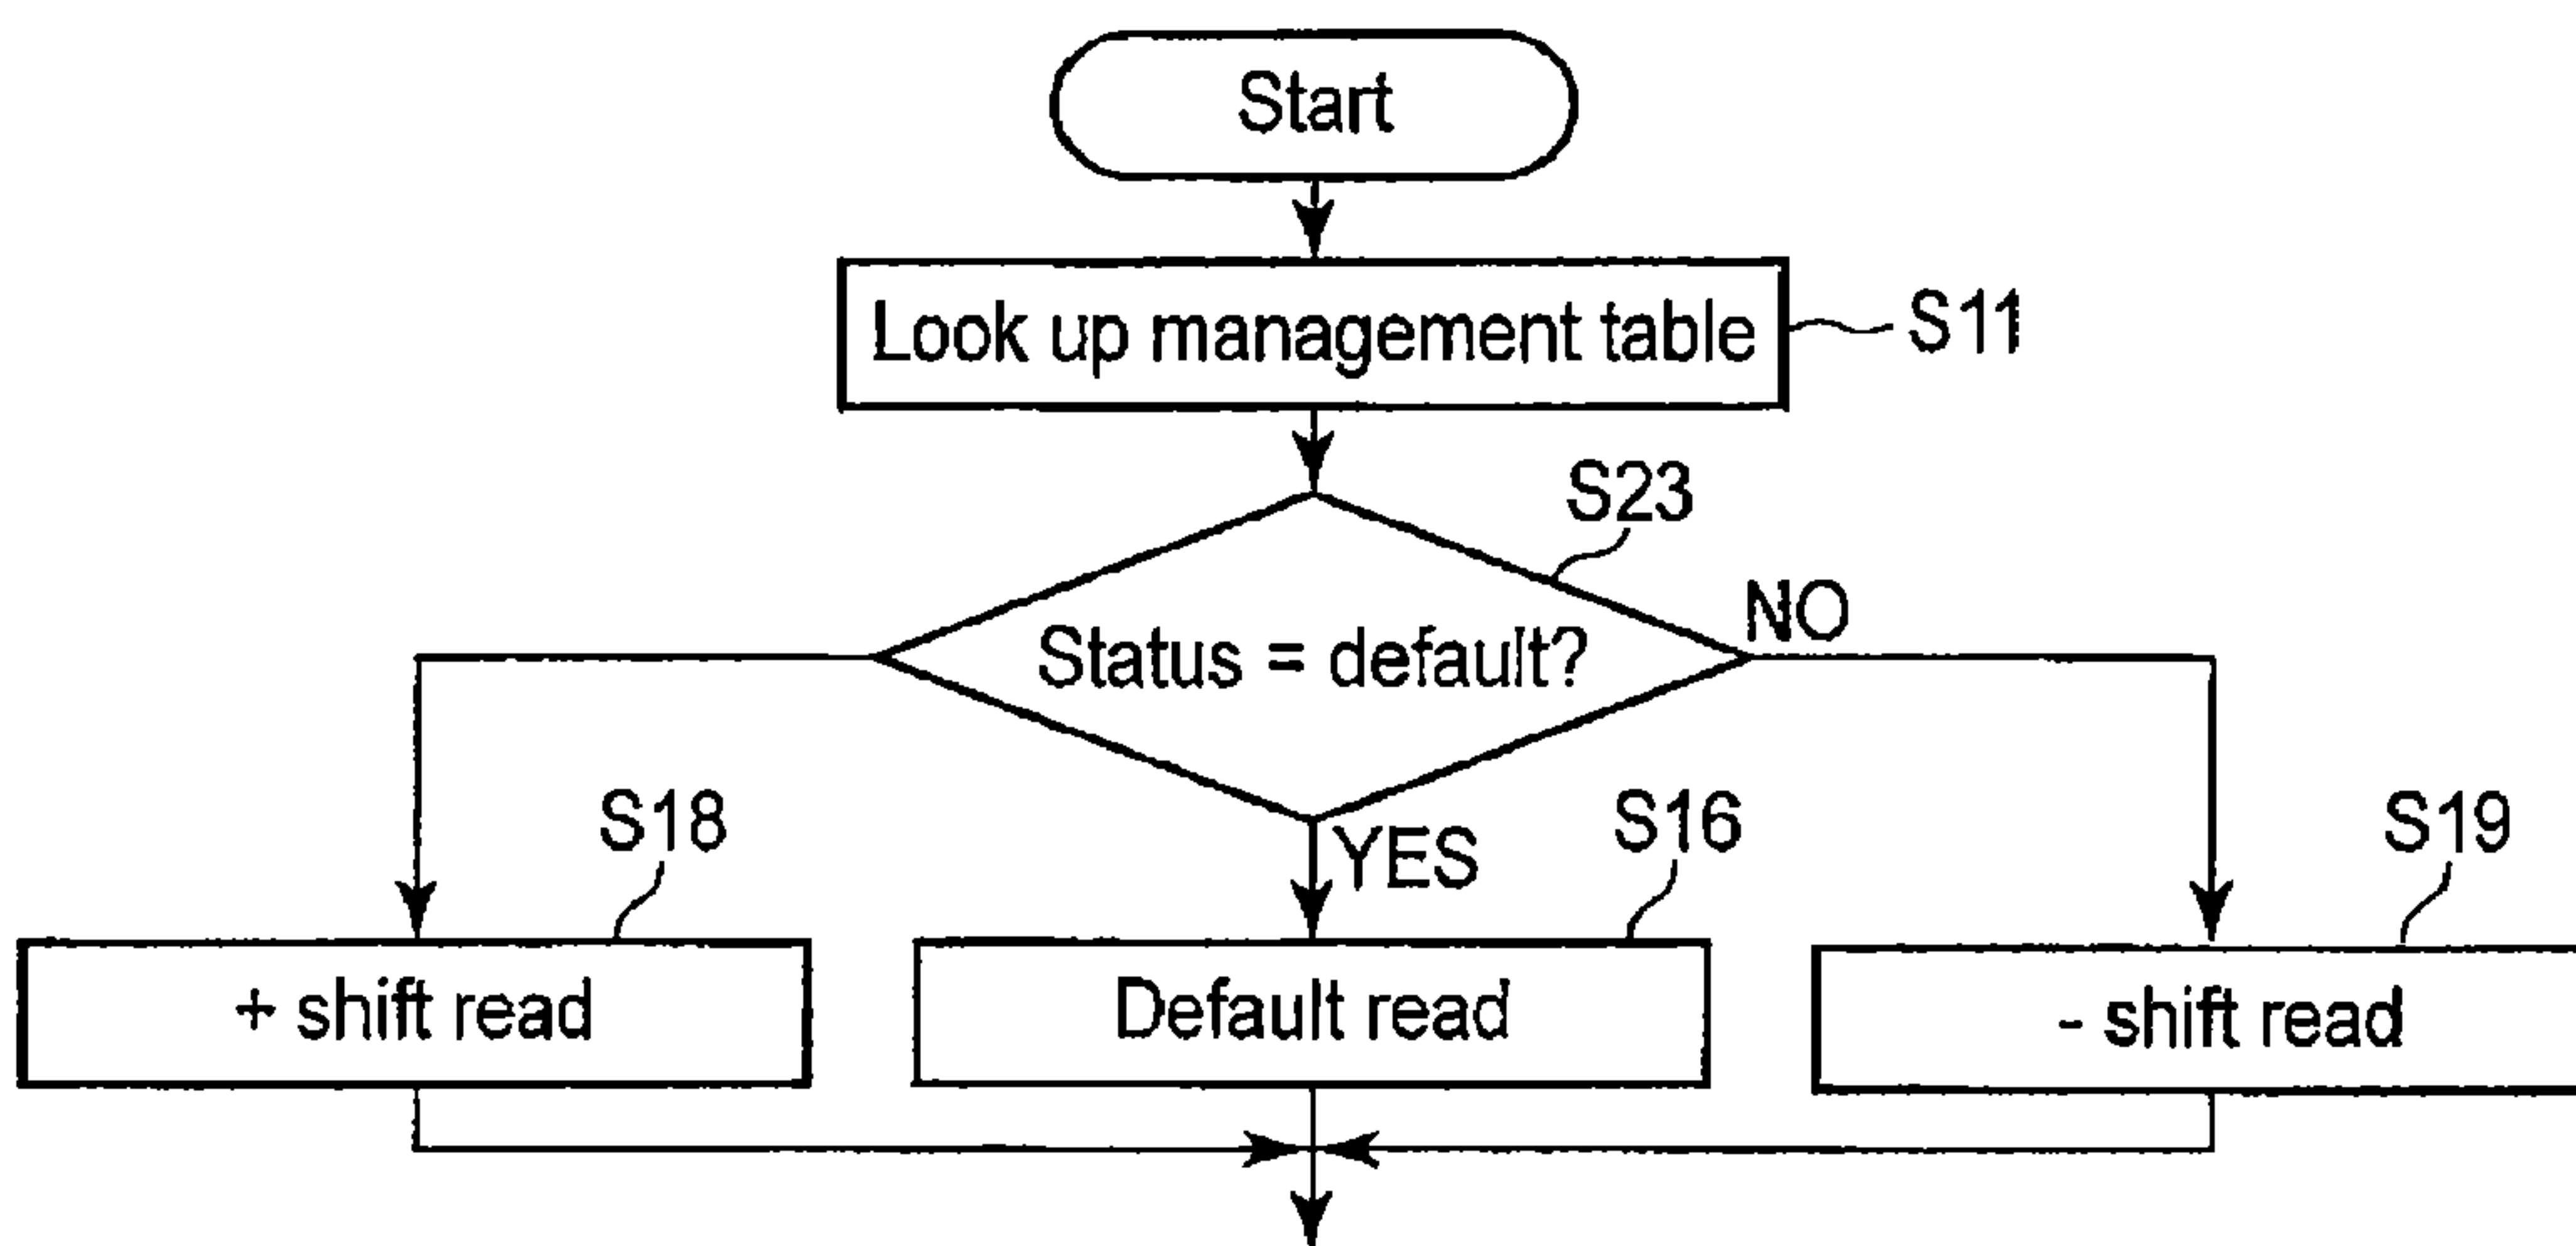 Start
Look up management table
S11
S23
Status = default?
NO
YES
S18
S16
S19
+ shift read
Default read
- shift read